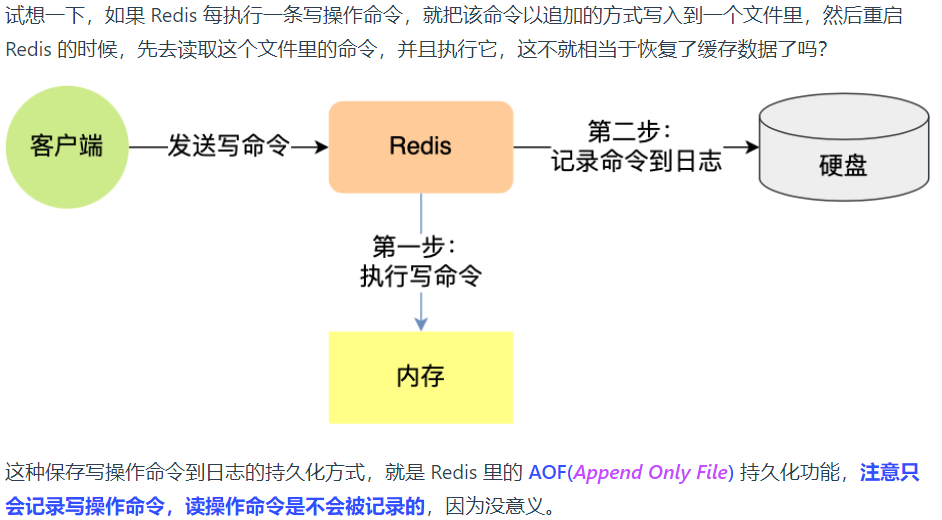 试想一下，如果 Redis 每执行一条写操作命令，就把该命令以追加的方式写入到一个文件里，然后重启
Redis 的时候，先去读取这个文件里的命令，并且执行它，这不就相当于恢复了缓存数据了吗？
客户端
发送写命令
Redis
第二步：
记录命令到日志
硬盘
第一步：
执行写命令
内存
这种保存写操作命令到日志的持久化方式，就是 Redis 里的 AOF(Append Only File) 持久化功能，注意只
会记录写操作命令，读操作命令是不会被记录的，因为没意义。